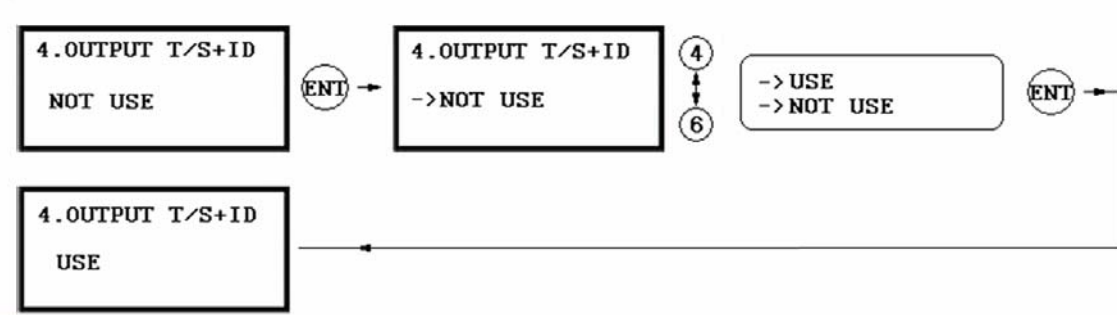 4.OUTPUT T/S+ID
NOT USE
ENT
4.OUTPUT T/S+ID
->NOT USE
4
6
->USE
->NOT USE
ENT
4.OUTPUT T/S+ID
USE